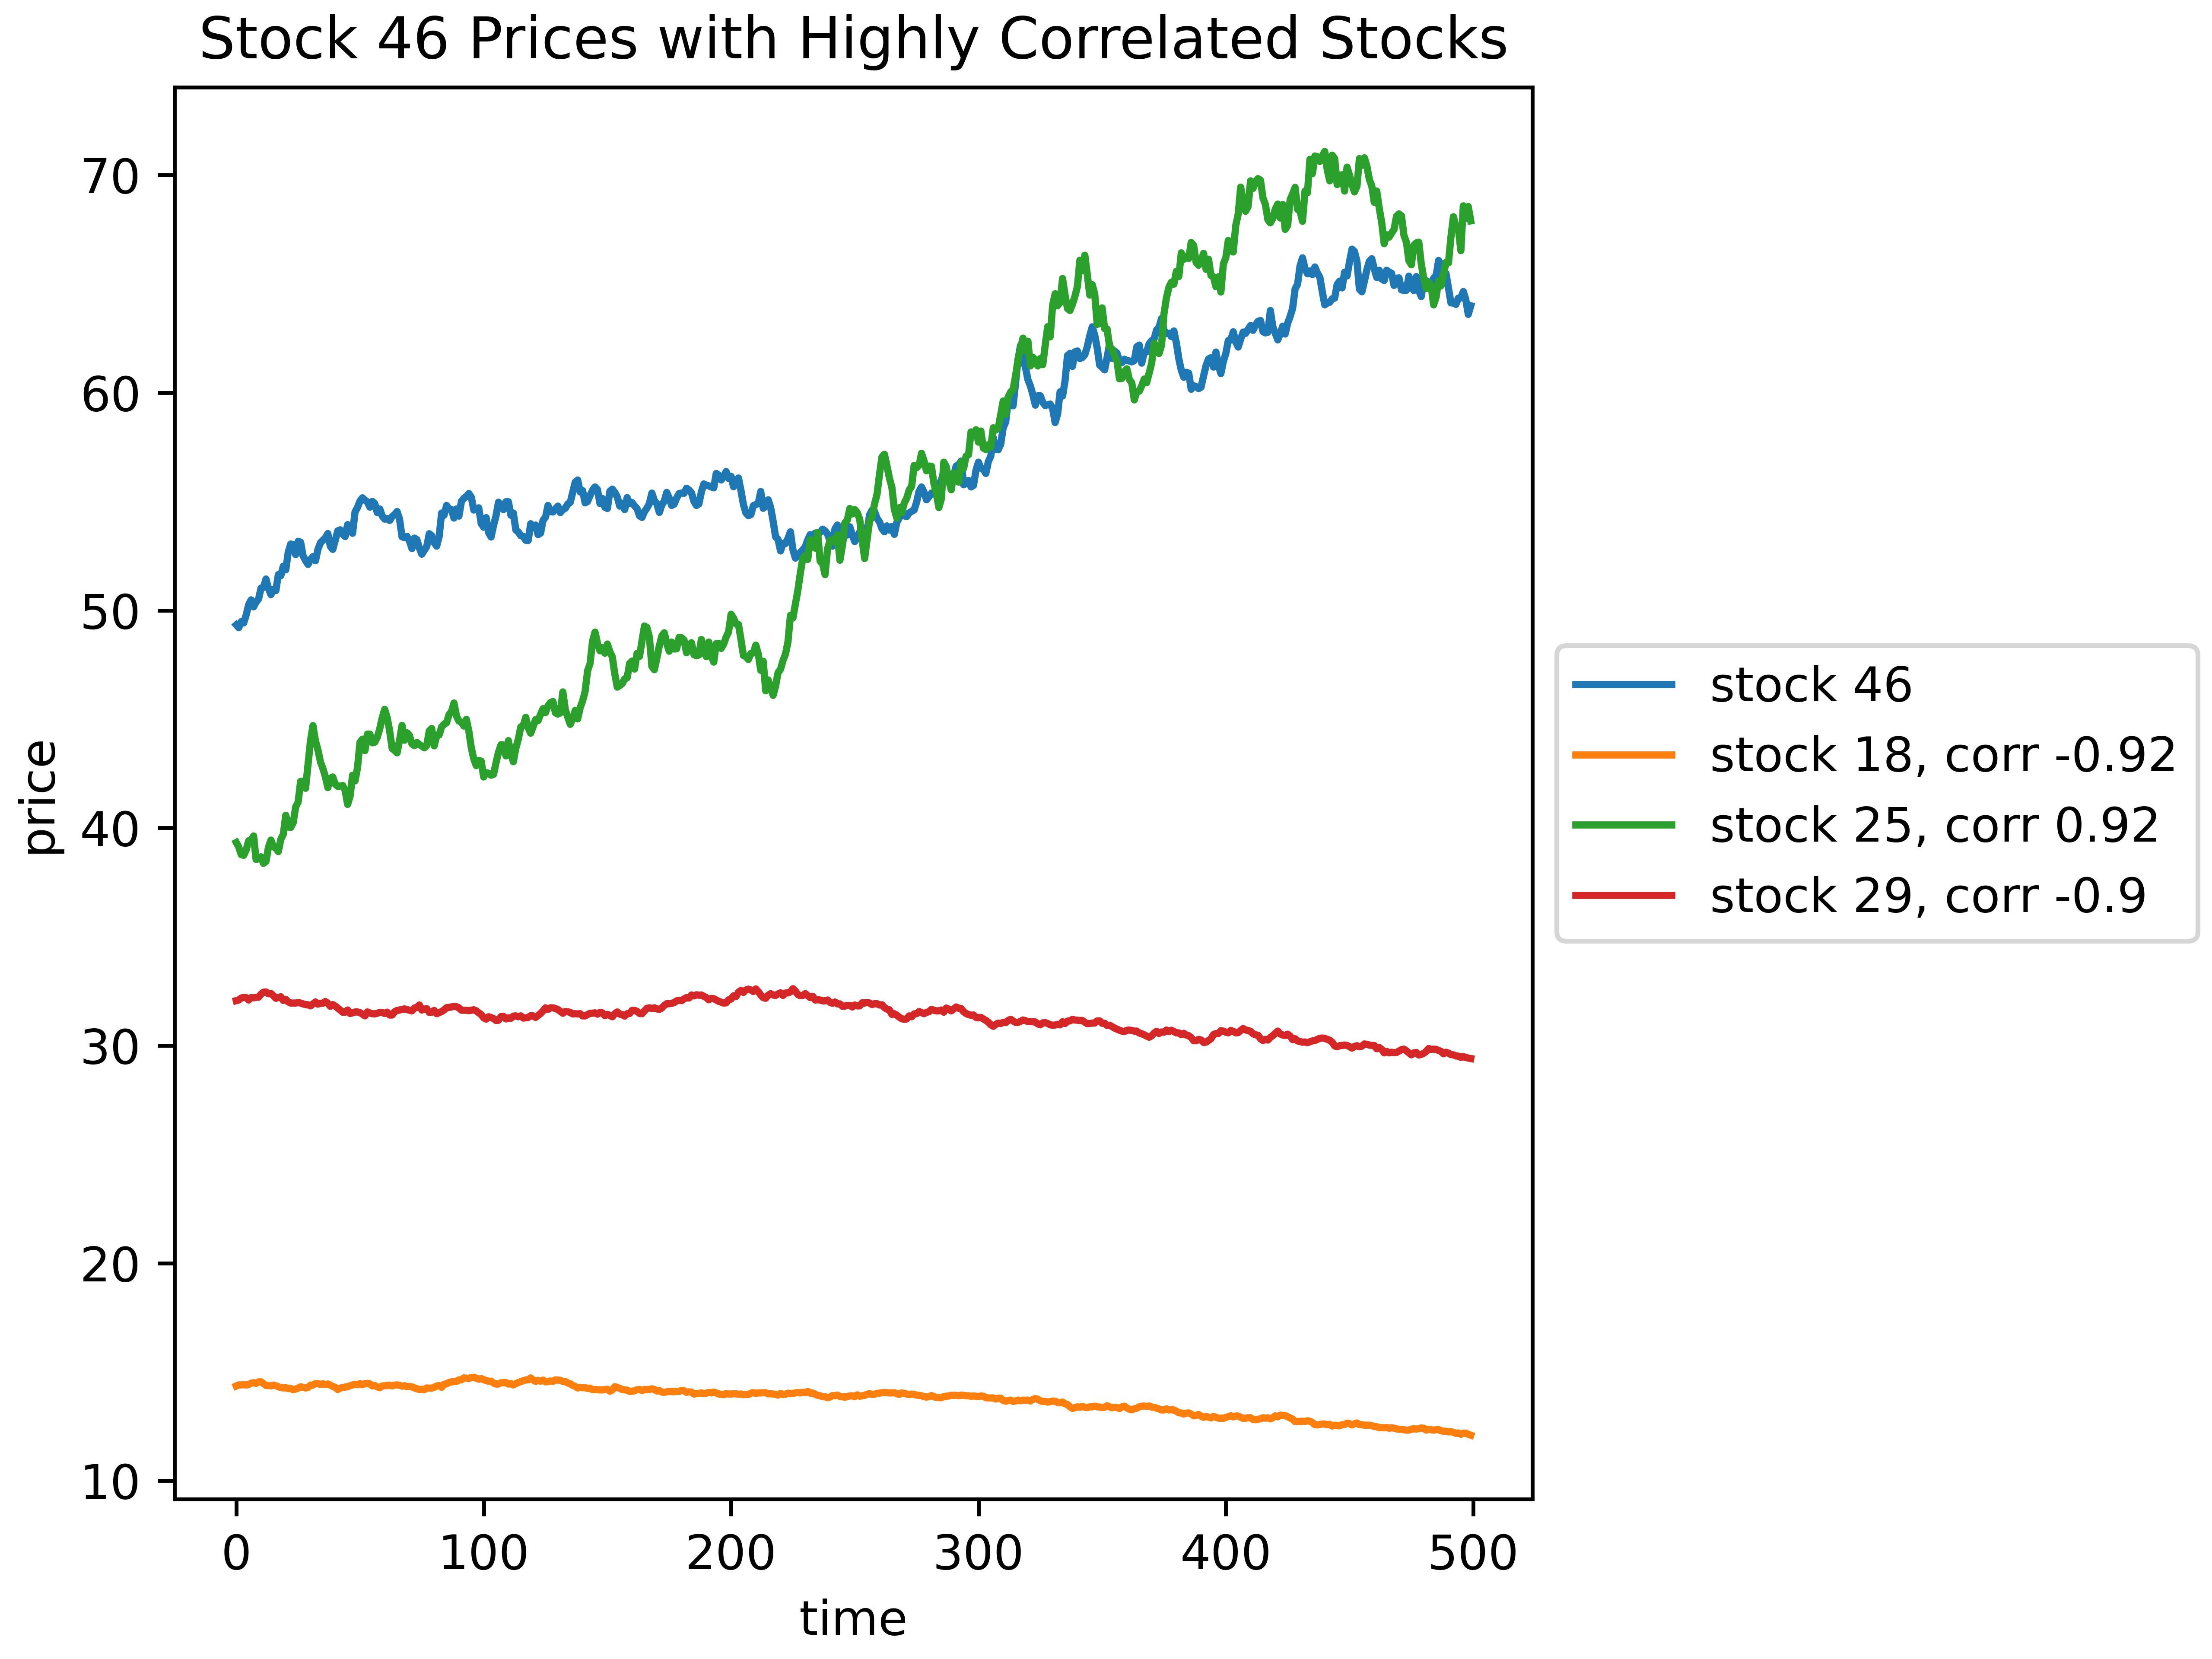 Stock 46 Prices with Highly Correlated Stocks
70
60
50
40
30
20
10
price
0 100 200 300 400 500
time
stock 46
stock 18, corr -0.92
stock 25, corr 0.92
stock 29, corr -0.9